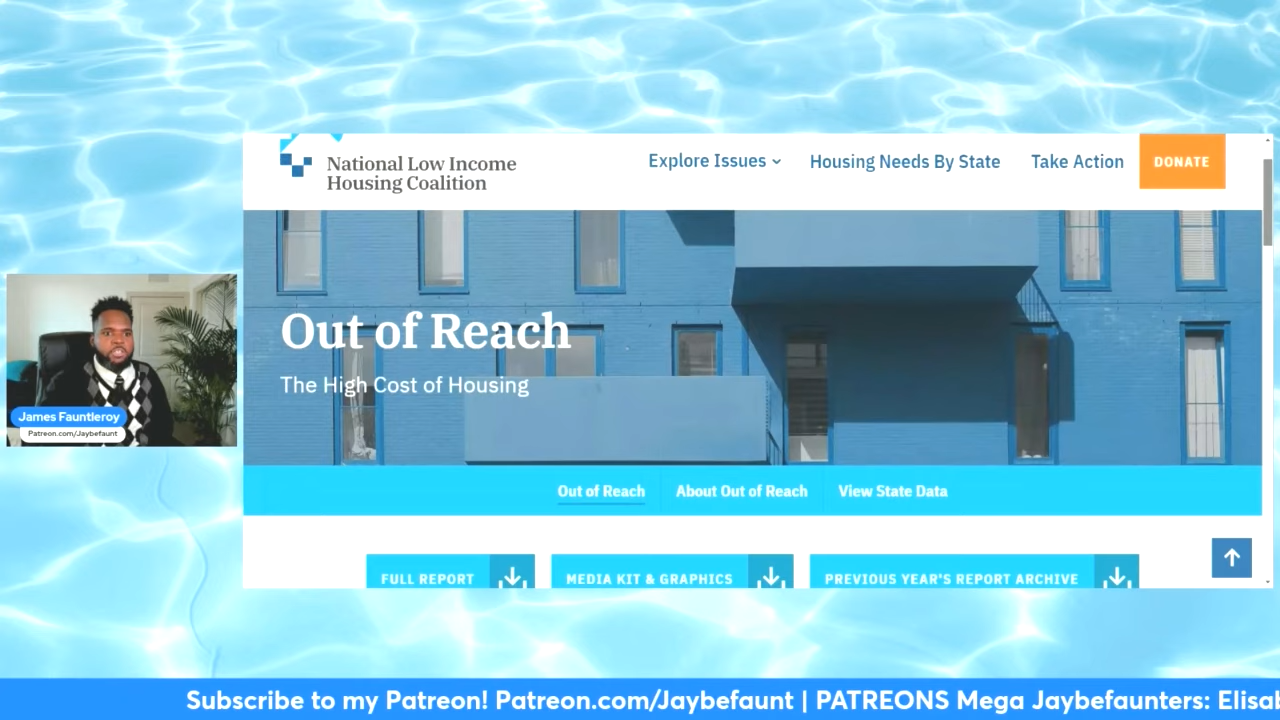 National Low Income
Housing Coalition
Explore Issues
Housing Needs By State
Take Action
DONATE
Out of Reach
The High Cost of Housing
James Fauntleroy
Patreon.com/Jaybefaunt
Out of Reach
About Out of Reach
View State Data
FULL REPORT
MEDIA KIT & GRAPHICS
PREVIOUS YEAR'S REPORT ARCHIVE
Subscribe to my Patreon! Patreon.com/Jaybefaunt | PATREONS Mega Jaybefaunters: